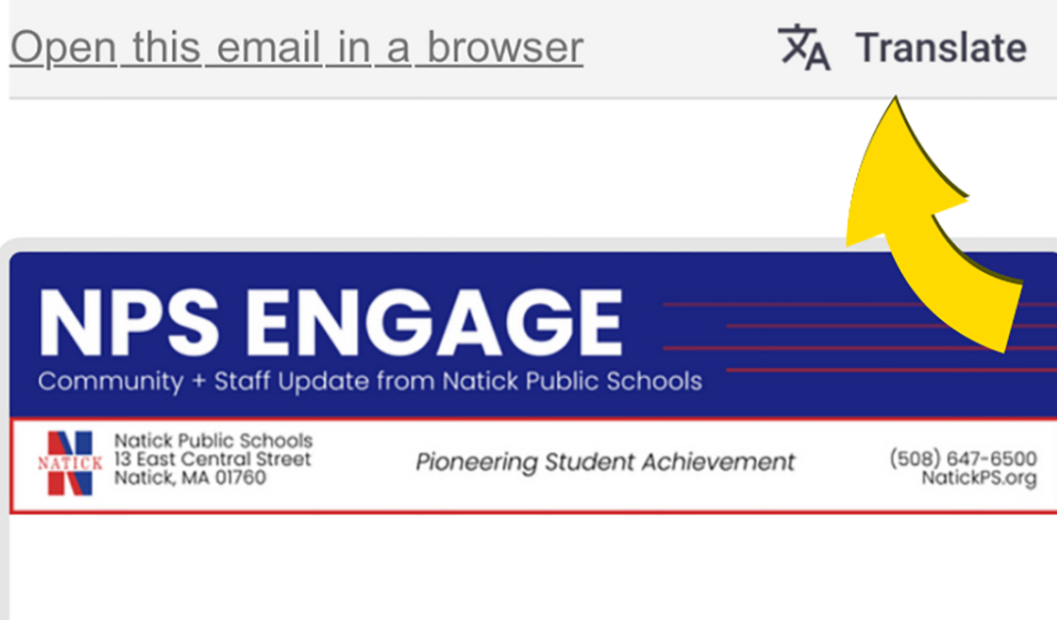 Open this email in a browser
Translate
NPS ENGAGE
Community + Staff Update from Natick Public Schools
NATICK
Natick Public Schools
13 East Central Street
Natick, MA 01760
Pioneering Student Achievement
(508) 647-6500
NatickPS.org